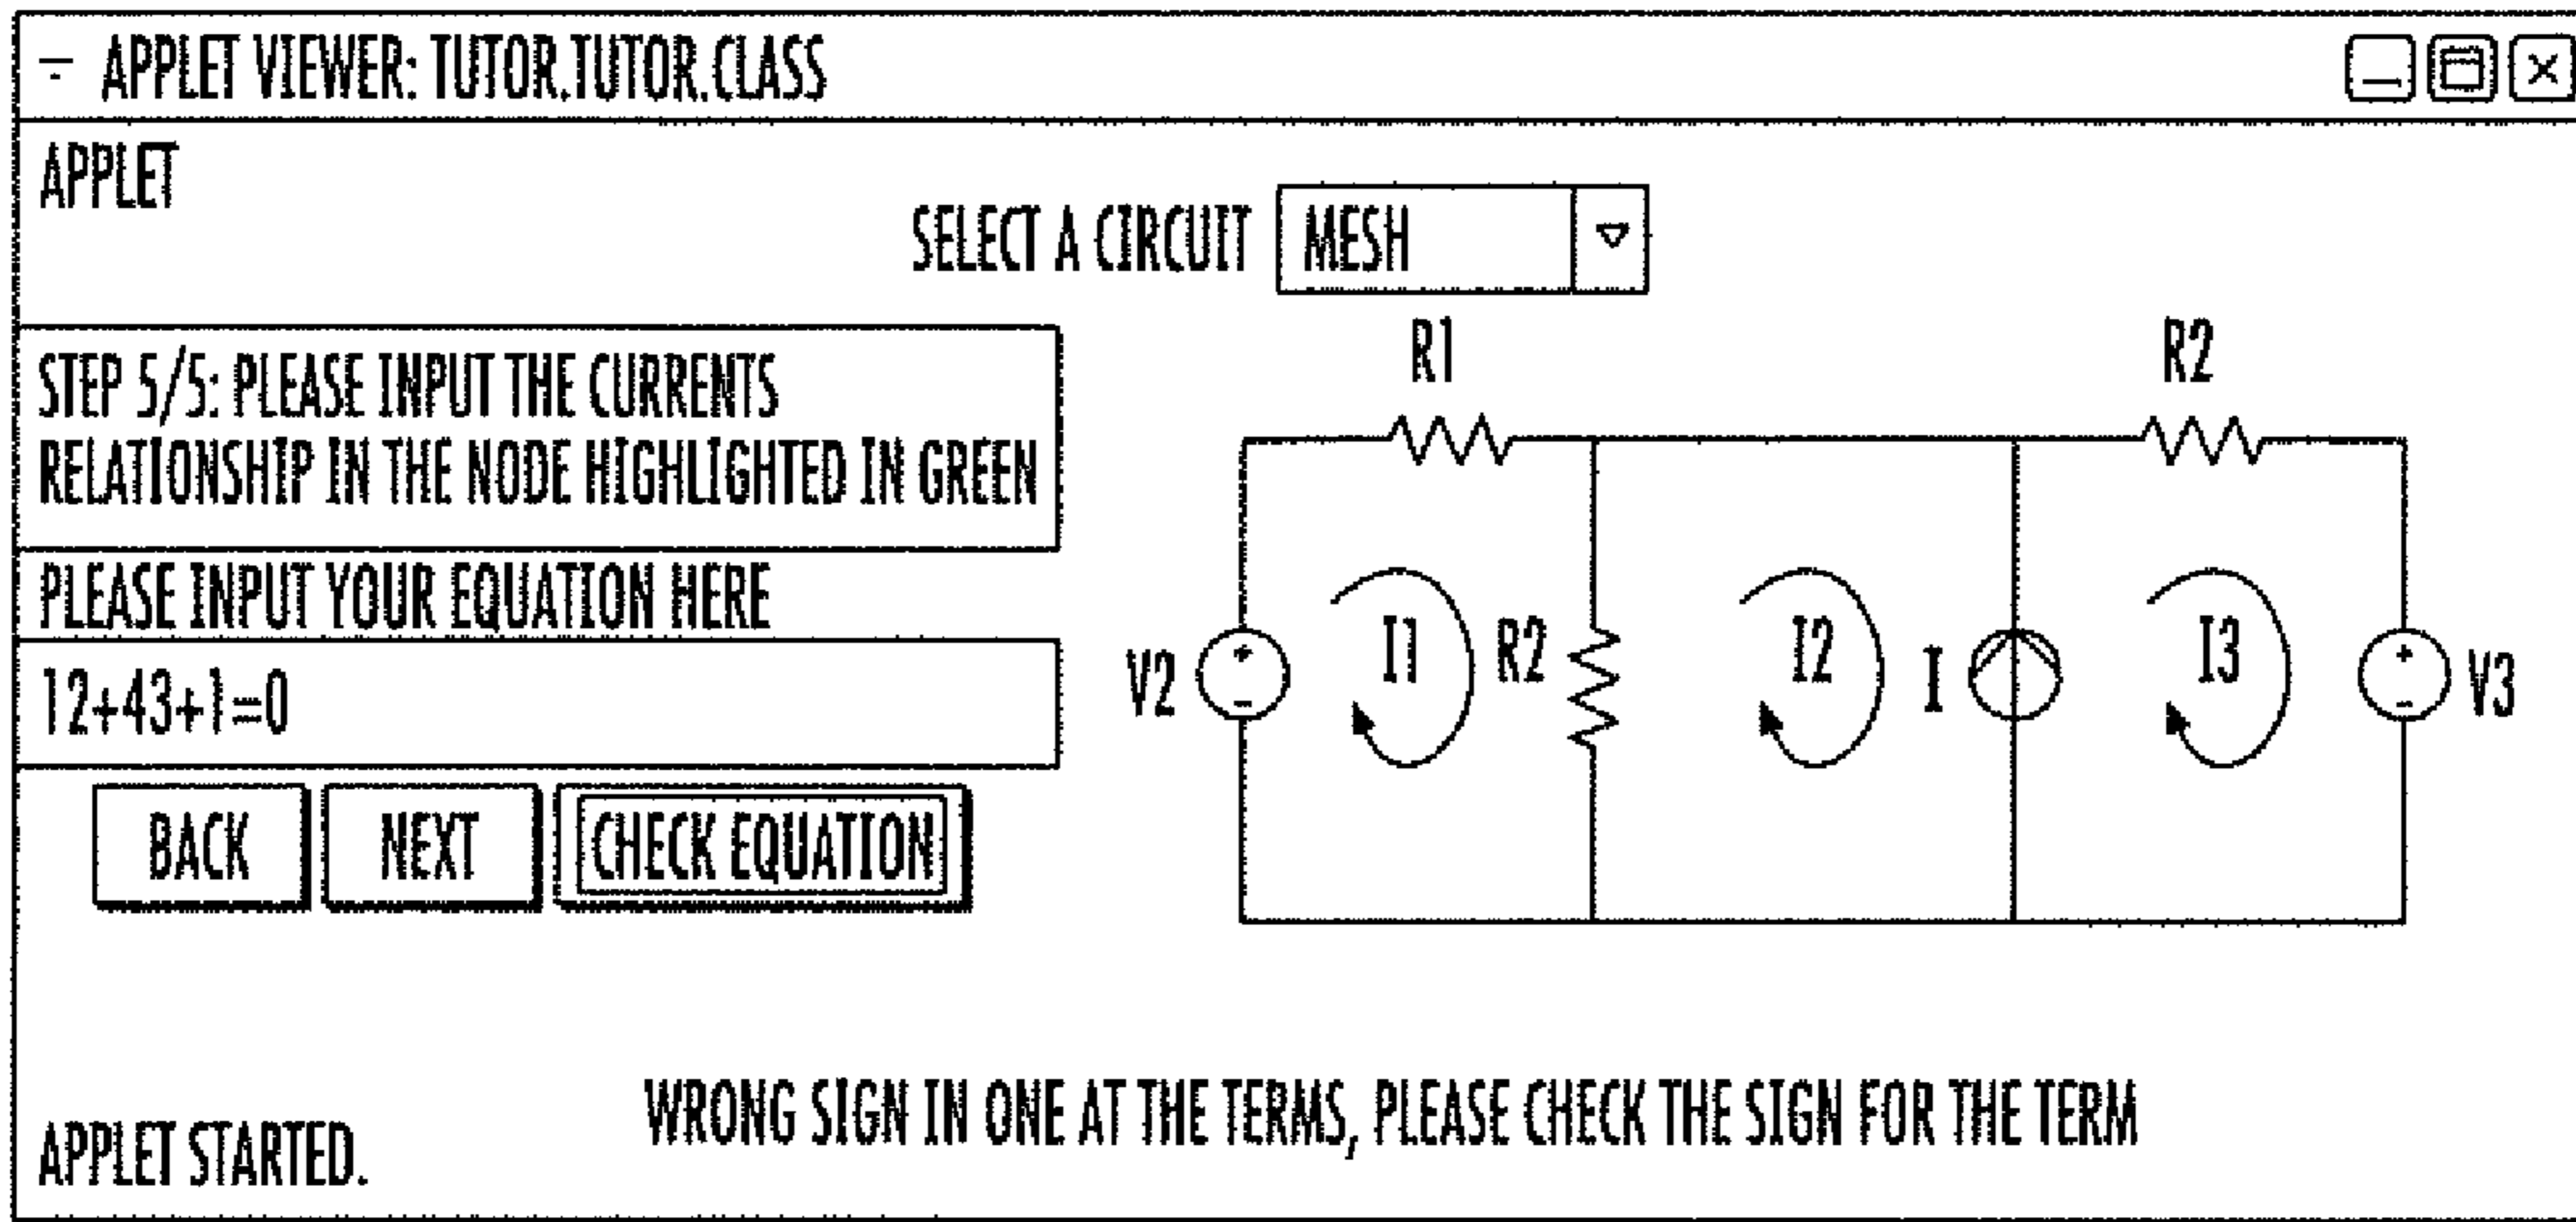 APPLET VIEWER: TUTOR.TUTOR.CLASS
APPLET
SELECT A CIRCUIT MESH
STEP 5/5: PLEASE INPUT THE CURRENTS
RELATIONSHIP IN THE NODE HIGHLIGHTED IN GREEN
PLEASE INPUT YOUR EQUATION HERE
12+43+1=0
BACK NEXT CHECK EQUATION
R1 R2
V2 + - I1 R2 I2 I I3 + - V3
WRONG SIGN IN ONE AT THE TERMS, PLEASE CHECK THE SIGN FOR THE TERM
APPLET STARTED.